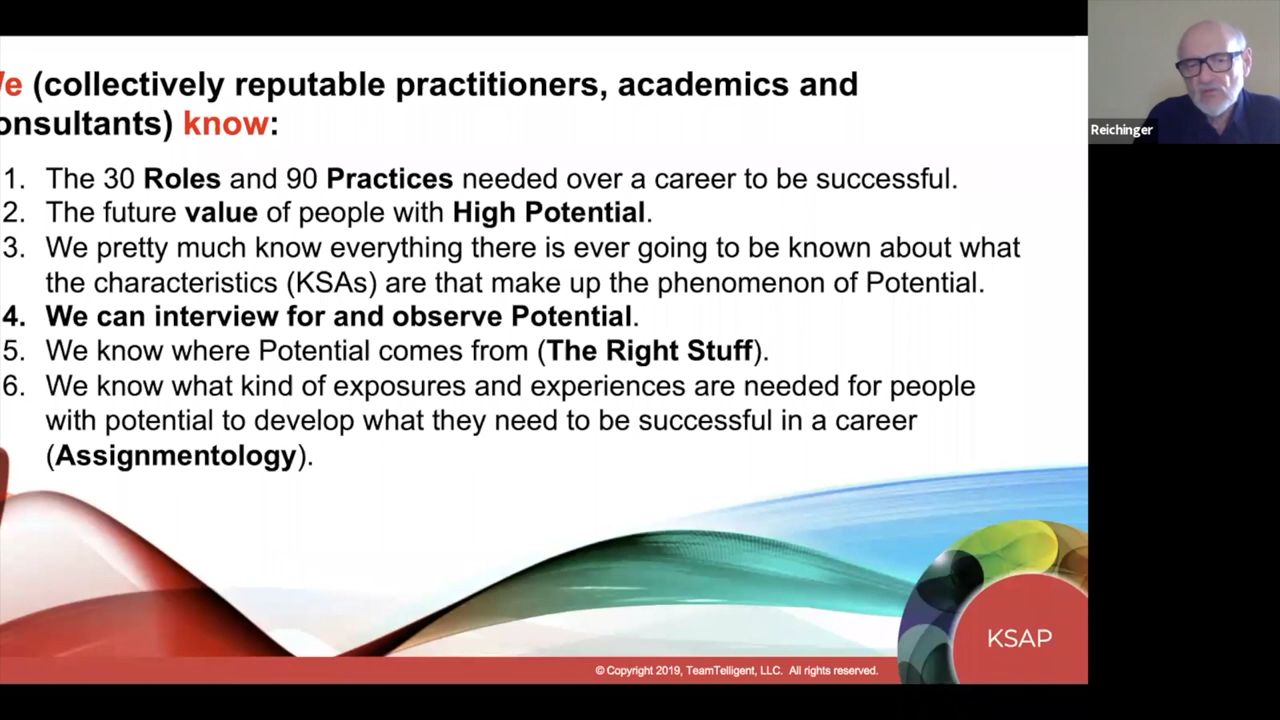 e (collectively reputable practitioners, academics and
onsultants) know:
1. The 30 Roles and 90 Practices needed over a career to be successful.
2. The future value of people with High Potential.
3. We pretty much know everything there is ever going to be known about what
the characteristics (KSAs) are that make up the phenomenon of Potential.
4. We can interview for and observe Potential.
5. We know where Potential comes from (The Right Stuff).
6. We know what kind of exposures and experiences are needed for people
with potential to develop what they need to be successful in a career
(Assignmentology).
KSAP
© Copyright 2019, TeamTelligent, LLC. All rights reserved.
Reichinger